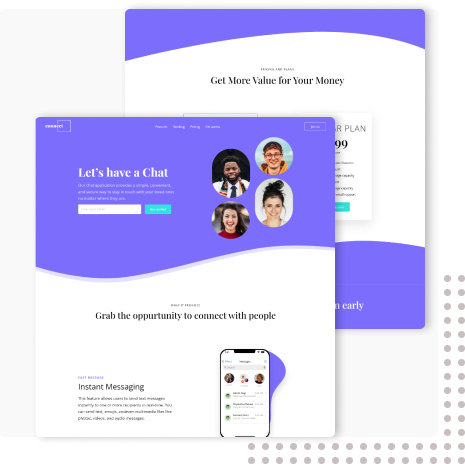 PRICING AND PLANS
Get More Value for Your Money
AR PLAN
99
n early
connect
Features
Pricing
Let's have a Chat
Our chat application provides a simple, convenient,
and secure way to stay in touch with your loved ones
no matter where they are.
WHAT IT PROVIDES
Grab the opportunity to connect with people
FAST MESSAGE
Instant Messaging
This feature allows users to send text messages
instantly to one or more recipients in real-time. You
can send text, emojis, and even multimedia files like
photos, videos, and audio messages.
Messages